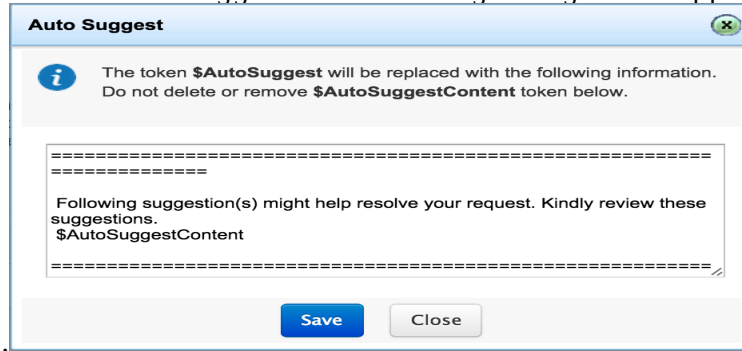 Auto Suggest
The token $AutoSuggest will be replaced with the following information.
Do not delete or remove $AutoSuggestContent token below.
===========================================================
==============
Following suggestion(s) might help resolve your request. Kindly review these
suggestions.
$AutoSuggestContent
===========================================================
Save Close